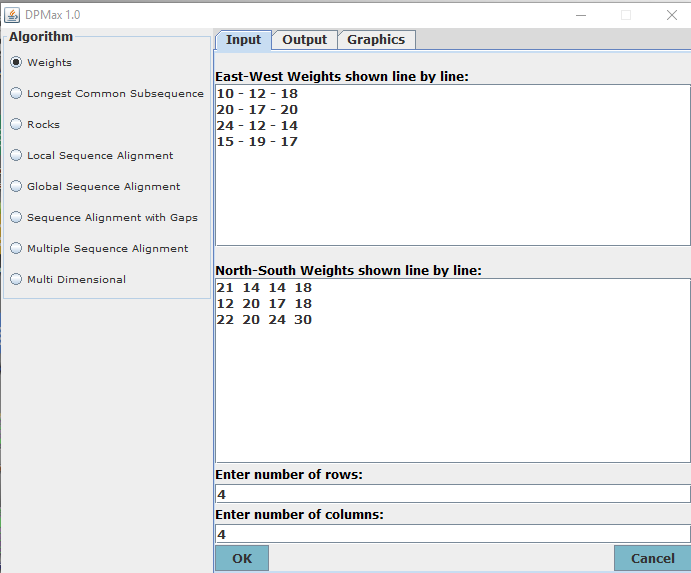 DPMax 1.0
Algorithm
Weights
Longest Common Subsequence
Rocks
Local Sequence Alignment
Global Sequence Alignment
Sequence Alignment with Gaps
Multiple Sequence Alignment
Multi Dimensional
Input Output Graphics
East-West Weights shown line by line:
10 - 12 - 18
20 - 17 - 20
24 - 12 - 14
15 - 19 - 17
North-South Weights shown line by line:
21 14 14 18
12 20 17 18
22 20 24 30
Enter number of rows:
4
Enter number of columns:
4
OK Cancel